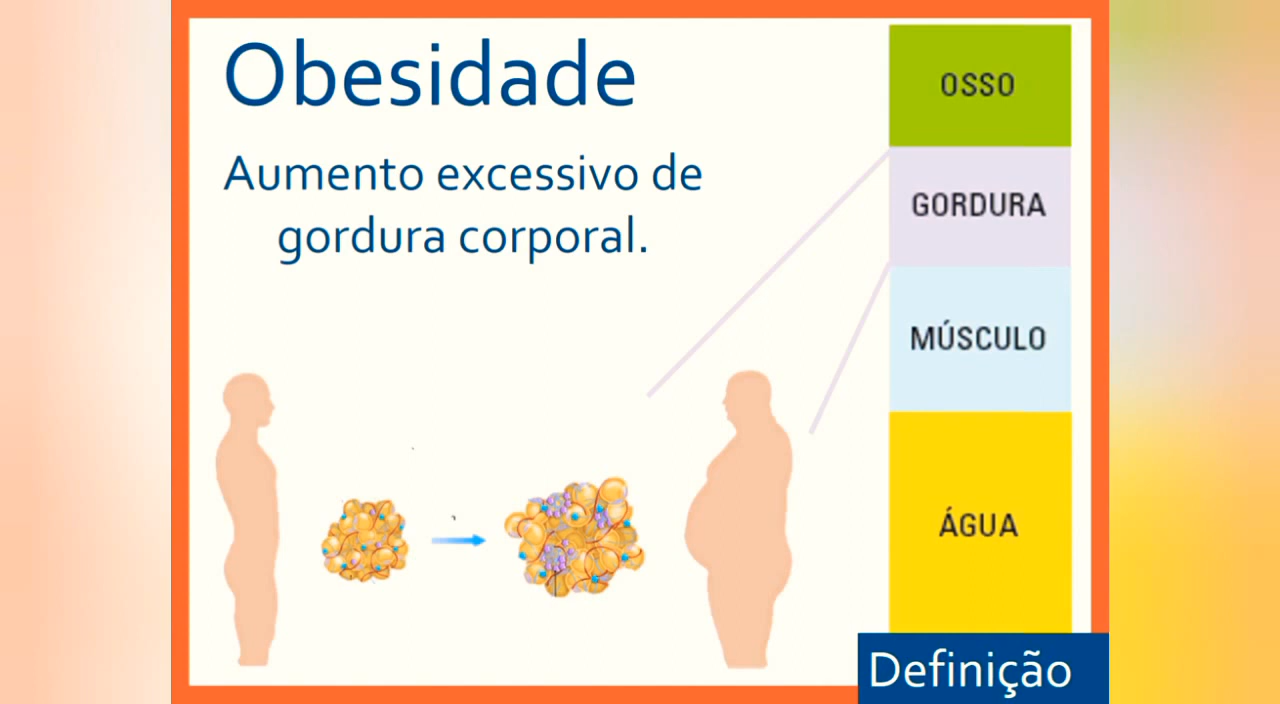 Obesidade
Aumento excessivo de
gordura corporal.
OSSO
GORDURA
MÚSCULO
ÁGUA
Definição